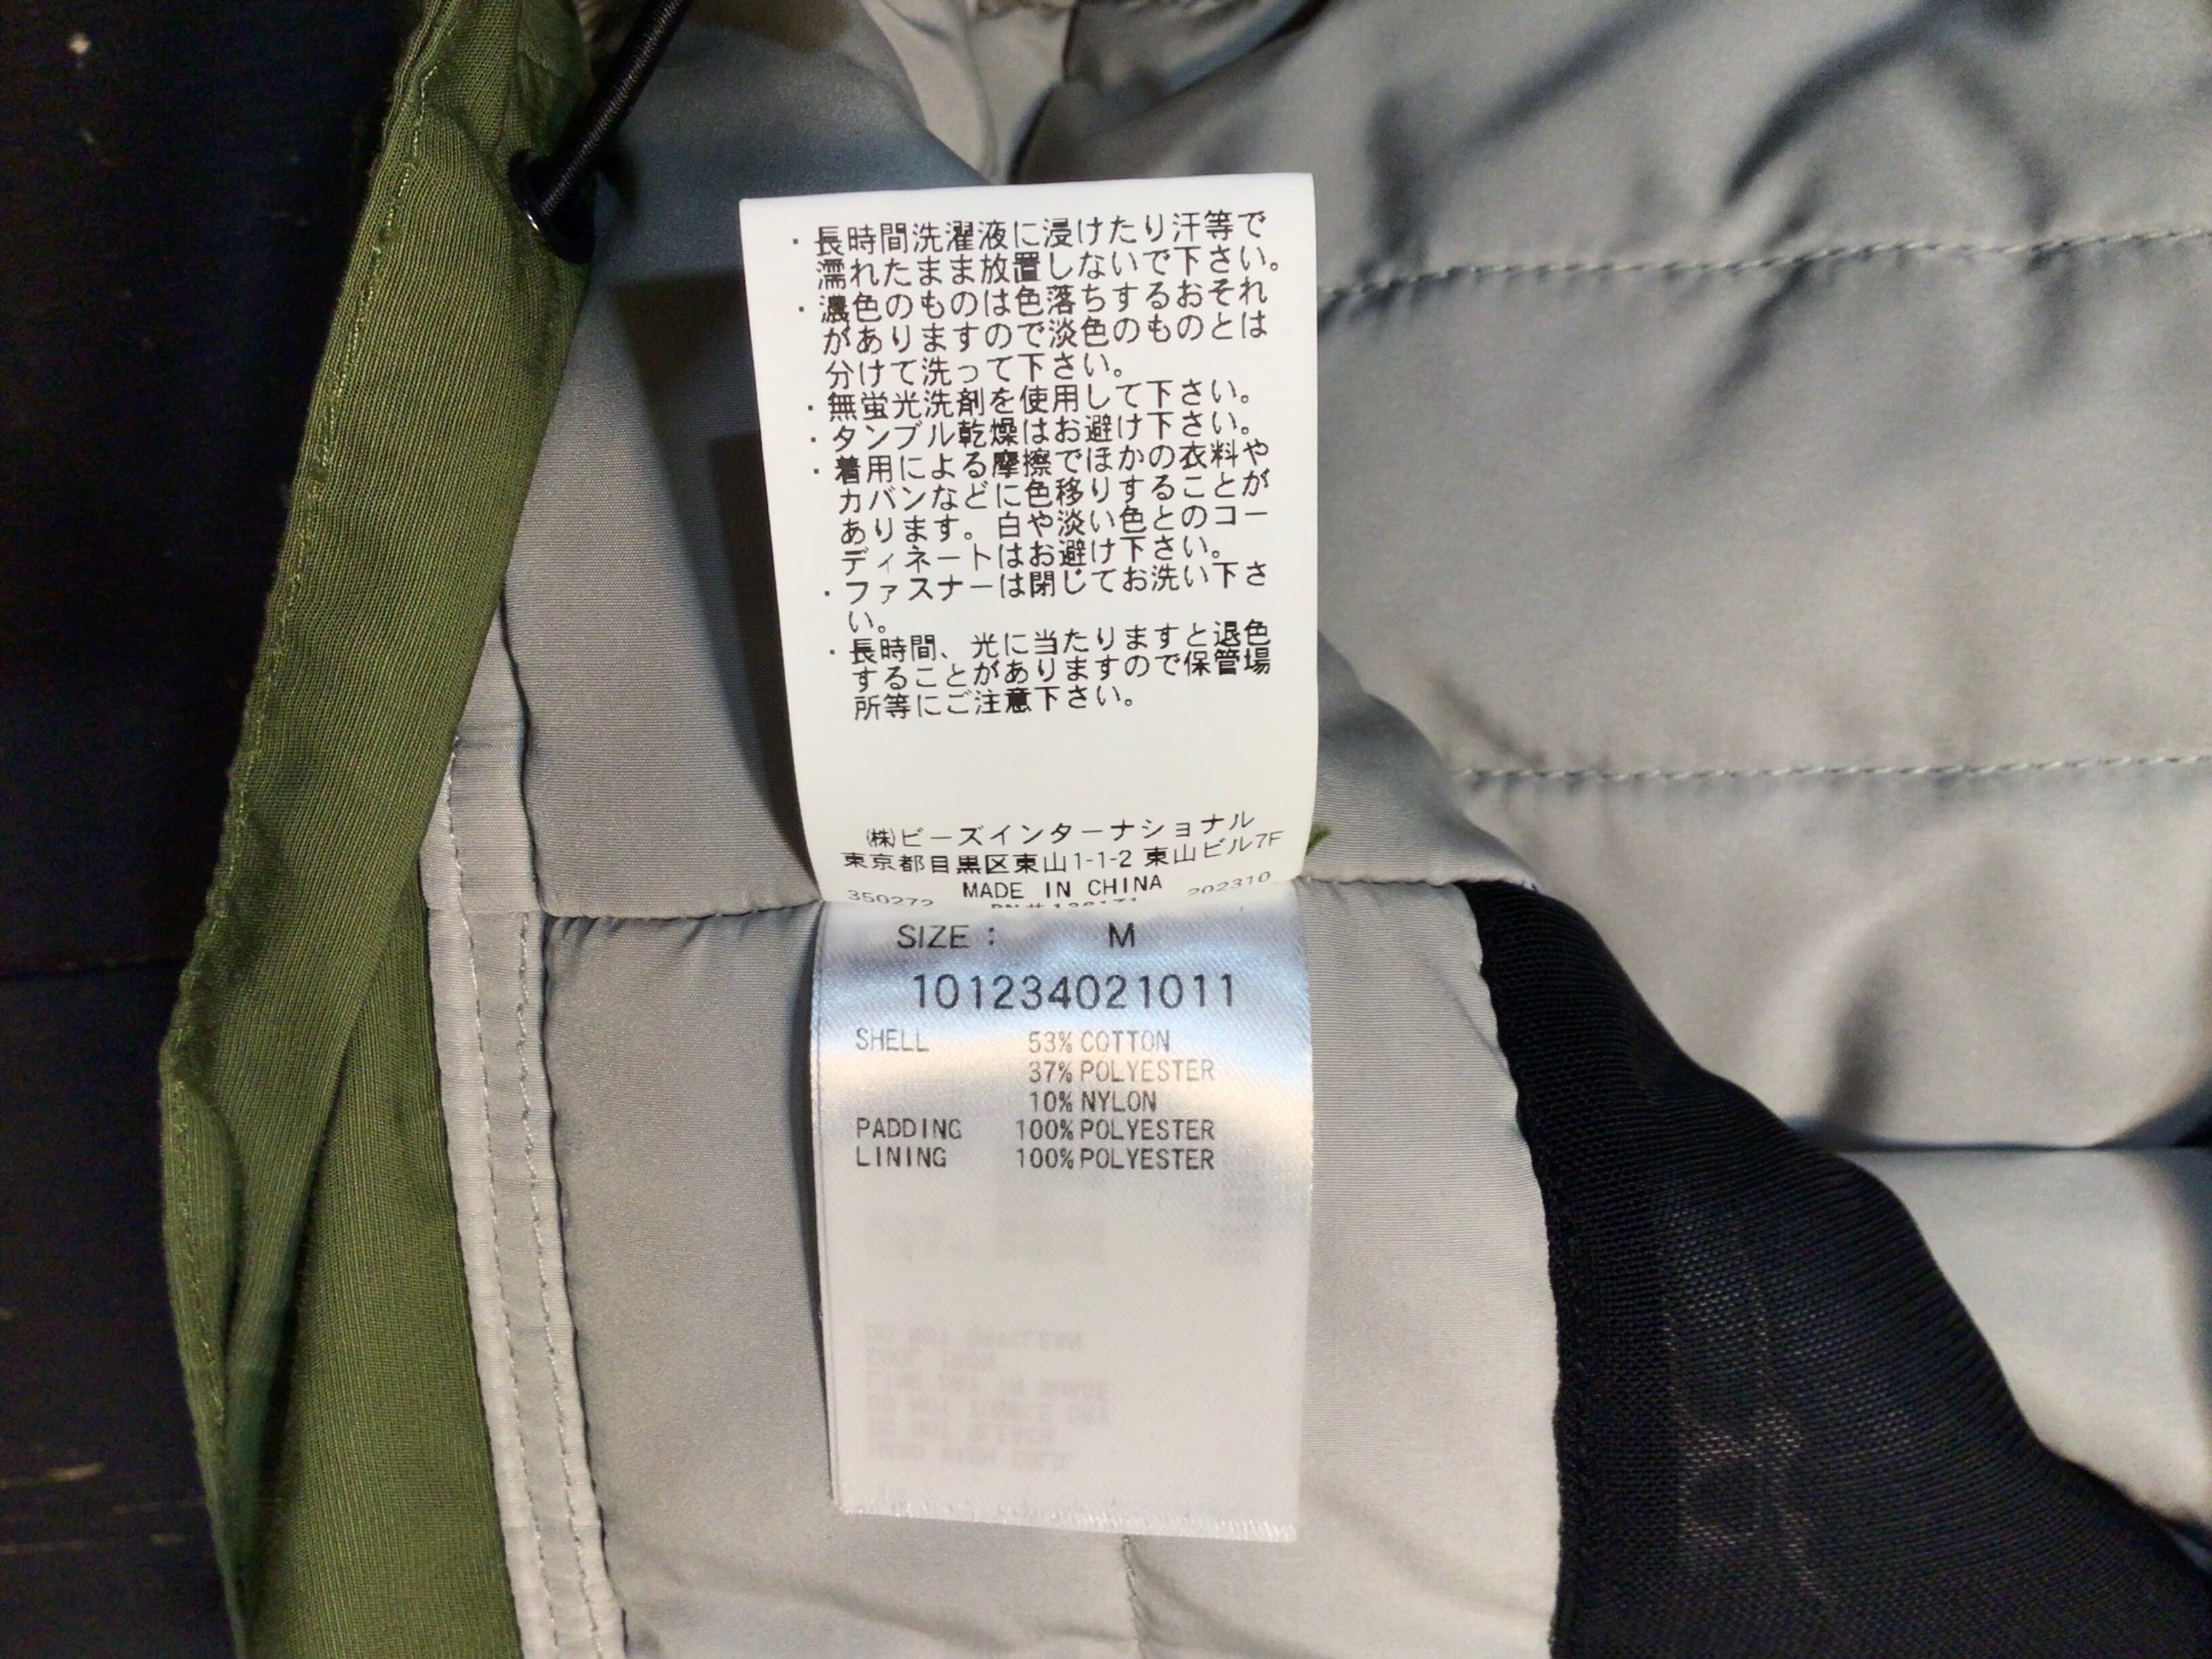 ・長時間洗濯液に浸けたり汗等で
濡れたまま放置しないで下さい。
・濃色のものは色落ちするおそれ
がありますので淡色のものとは
分けて洗って下さい。
・無蛍光洗剤を使用して下さい。
・タンブル乾燥はお避け下さい。
・着用による摩擦でほかの衣料や
カバンなどに色移りすることが
あります。白や淡い色とのコー
ディネートはお避け下さい。
・ファスナーは閉じてお洗い下さ
い。
・長時間、光に当たりますと退色
することがありますので保管場
所等にご注意下さい。
㈱ビーズインターナショナル
東京都目黒区東山1-1-2 東山ビル7F
MADE IN CHINA
350272 202310
SIZE : M
101234021011
SHELL 53% COTTON
37% POLYESTER
10% NYLON
PADDING 100% POLYESTER
LINING 100% POLYESTER